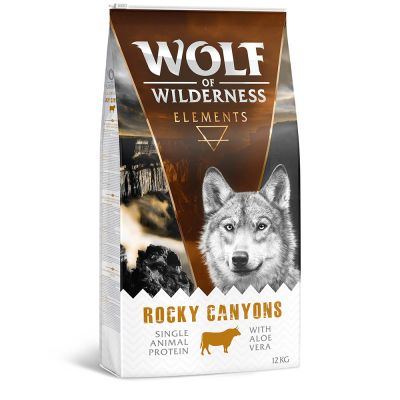 WOLF
OF
WILDERNESS
ELEMENTS
ROCKY CANYONS
SINGLE
ANIMAL
PROTEIN
WITH
ALOE
VERA
12 KG